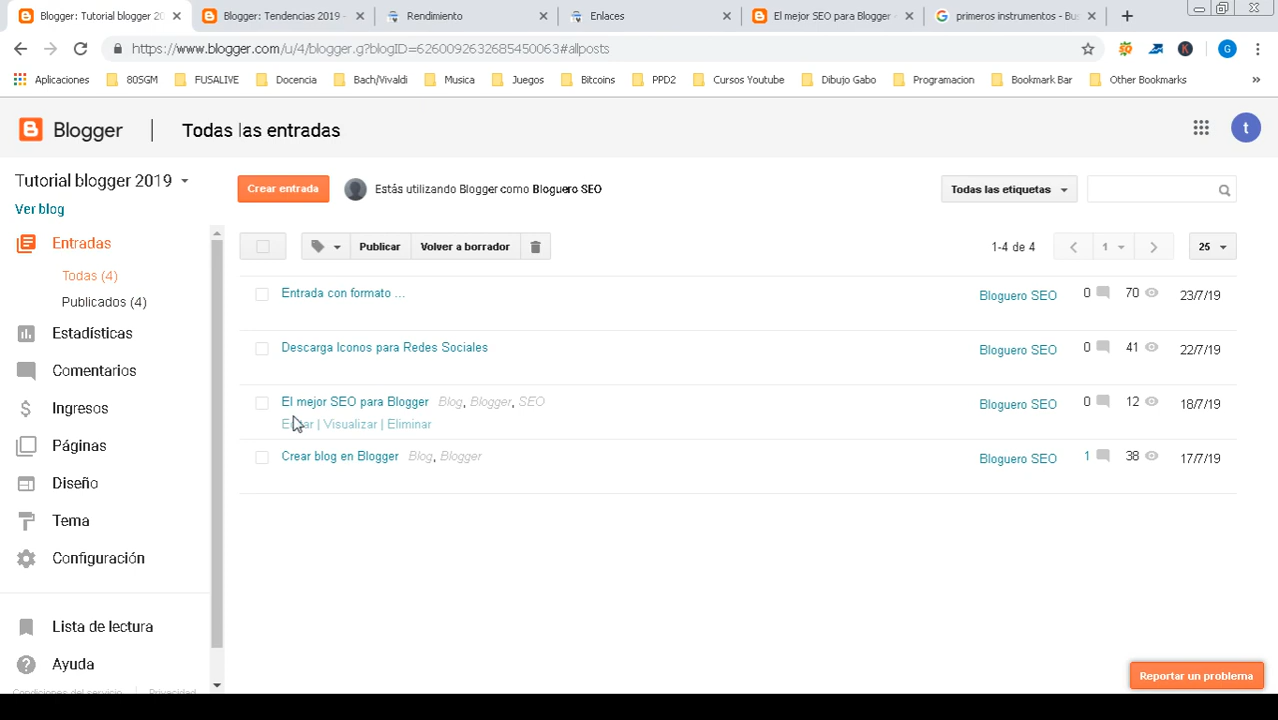 Blogger: Tutorial blogger 20
Blogger: Tendencias 2019 -
Rendimiento
Enlaces
El mejor SEO para Blogger
primeros instrumentos - Bu
https://www.blogger.com/u/4/blogger.g?blogID=6260092632685450063#allposts
G
Aplicaciones
80SGM
FUSALIVE
Docencia
Bach/Vivaldi
Musica
Juegos
Bitcoins
PPD2
Cursos Youtube
Dibujo Gabo
Programacion
Bookmark Bar
Other Bookmarks
Blogger
Todas las entradas
t
Tutorial blogger 2019
Ver blog
Crear entrada
Estás utilizando Blogger como Bloguero SEO
Todas las etiquetas
Entradas
Todas (4)
Publicados (4)
Estadísticas
Comentarios
Ingresos
Páginas
Diseño
Tema
Configuración
Lista de lectura
Ayuda
Condiciones del servicio
Privacidad
Publicar
Volver a borrador
1-4 de 4
1
25
Entrada con formato ...
Bloguero SEO
0
70
23/7/19
Descarga Iconos para Redes Sociales
Bloguero SEO
0
41
22/7/19
El mejor SEO para Blogger Blog, Blogger, SEO
| Visualizar | Eliminar
Bloguero SEO
0
12
18/7/19
Crear blog en Blogger Blog, Blogger
Bloguero SEO
1
38
17/7/19
Reportar un problema